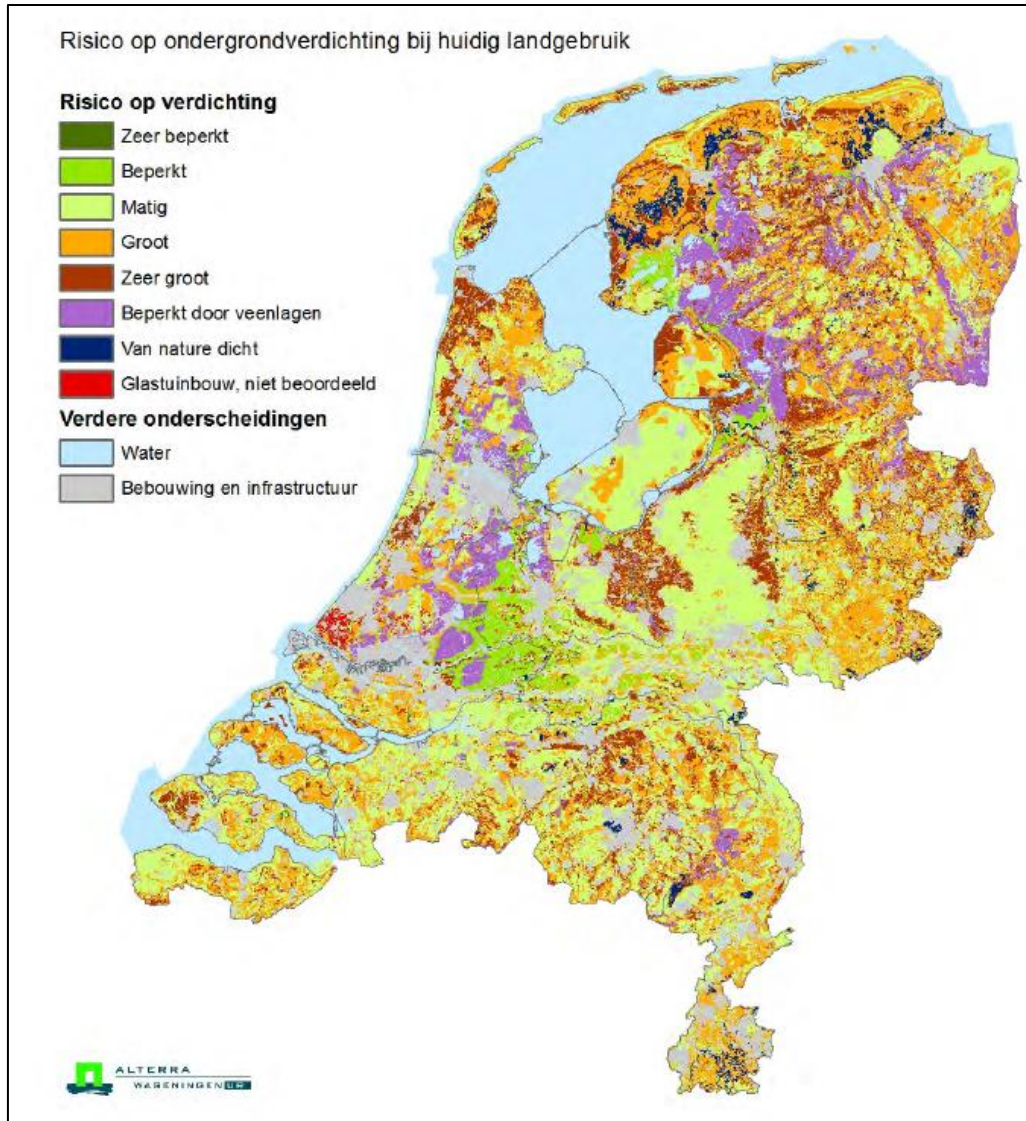 Risico op ondergrondverdichting bij huidig landgebruik
Risico op verdichting
Zeer beperkt
Beperkt
Matig
Groot
Zeer groot
Beperkt door veenlagen
Van nature dicht
Glastuinbouw, niet beoordeeld
Verdere onderscheidingen
Water
Bebouwing en infrastructuur
ALTERRA
WAGENINGEN UR